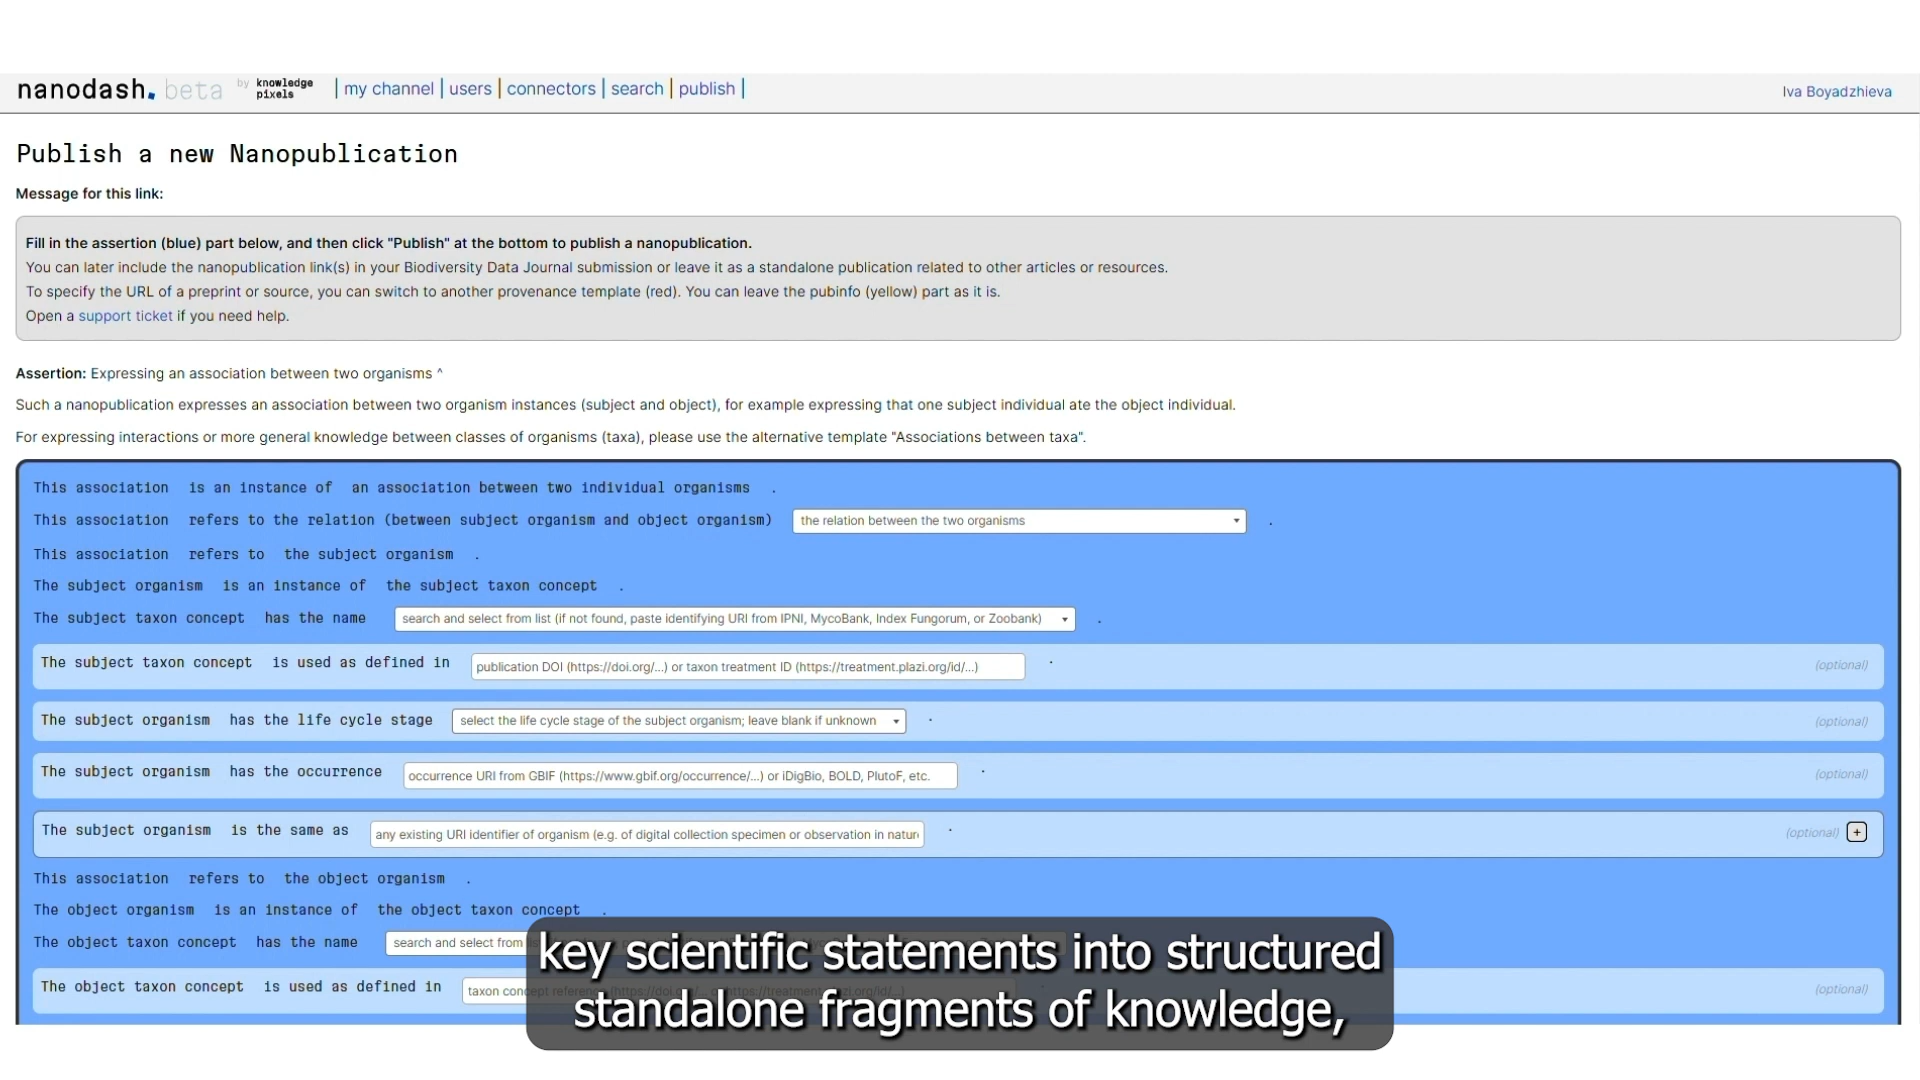 nanodash. beta by knowledge pixels | my channel | users | connectors | search | publish | Iva Boyadzhieva
Publish a new Nanopublication
Message for this link:
Fill in the assertion (blue) part below, and then click "Publish" at the bottom to publish a nanopublication.
You can later include the nanopublication link(s) in your Biodiversity Data Journal submission or leave it as a standalone publication related to other articles or resources.
To specify the URL of a preprint or source, you can switch to another provenance template (red). You can leave the pubinfo (yellow) part as it is.
Open a support ticket if you need help.
Assertion: Expressing an association between two organisms ^
Such a nanopublication expresses an association between two organism instances (subject and object), for example expressing that one subject individual ate the object individual.
For expressing interactions or more general knowledge between classes of organisms (taxa), please use the alternative template "Associations between taxa".
This association is an instance of an association between two individual organisms .
This association refers to the relation (between subject organism and object organism) the relation between the two organisms .
This association refers to the subject organism .
The subject organism is an instance of the subject taxon concept .
The subject taxon concept has the name search and select from list (if not found, paste identifying URI from IPNI, MycoBank, Index Fungorum, or Zoobank) .
The subject taxon concept is used as defined in publication DOI (https://doi.org/...) or taxon treatment ID (https://treatment.plazi.org/id/...) . (optional)
The subject organism has the life cycle stage select the life cycle stage of the subject organism; leave blank if unknown . (optional)
The subject organism has the occurrence occurrence URI from GBIF (https://www.gbif.org/occurrence/...) or iDigBio, BOLD, PlutoF, etc. . (optional)
The subject organism is the same as any existing URI identifier of organism (e.g. of digital collection specimen or observation in nature . (optional) +
This association refers to the object organism .
The object organism is an instance of the object taxon concept .
The object taxon concept has the name search and select from
The object taxon concept is used as defined in taxon concept reference (https://doi.org/ https://treatment.plazi.org/id/...) (optional)
key scientific statements into structured
standalone fragments of knowledge,